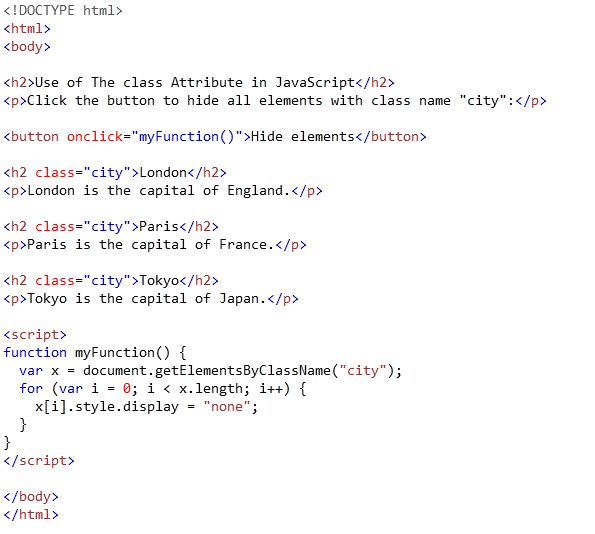 <!DOCTYPE html>
<html>
<body>
<h2>Use of The class Attribute in JavaScript</h2>
<p>Click the button to hide all elements with class name "city":</p>
<button onclick="myFunction()">Hide elements</button>
<h2 class="city">London</h2>
<p>London is the capital of England.</p>
<h2 class="city">Paris</h2>
<p>Paris is the capital of France.</p>
<h2 class="city">Tokyo</h2>
<p>Tokyo is the capital of Japan.</p>
<script>
function myFunction() {
  var x = document.getElementsByClassName("city");
  for (var i = 0; i < x.length; i++) {
    x[i].style.display = "none";
  }
}
</script>
</body>
</html>